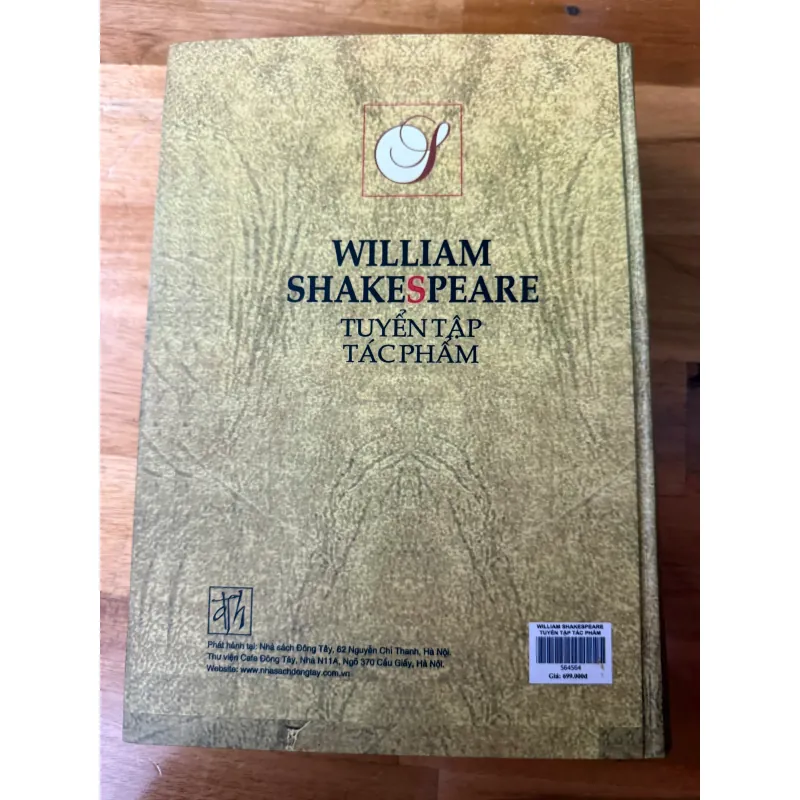 S
WILLIAM
SHAKESPEARE
TUYỂN TẬP
TÁC PHẨM
Phát hành tại: Nhà sách Đông Tây, 62 Nguyễn Chí Thanh, Hà Nội.
Thư viện Cafe Đông Tây, Nhà N11A, Ngõ 370 Cầu Giấy, Hà Nội.
Website: www.nhasachdongtay.com.vn
WILLIAM SHAKESPEARE
TUYỂN TẬP TÁC PHẨM
564564
Giá: 699.000đ